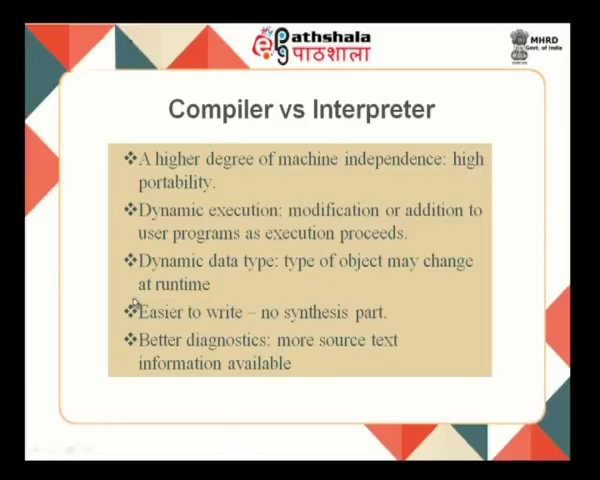 Pathshala
पाठशाला
MHRD
Govt. of India
Compiler vs Interpreter
A higher degree of machine independence: high
portability.
Dynamic execution: modification or addition to
user programs as execution proceeds.
Dynamic data type: type of object may change
at runtime
Easier to write – no synthesis part.
Better diagnostics: more source text
information available